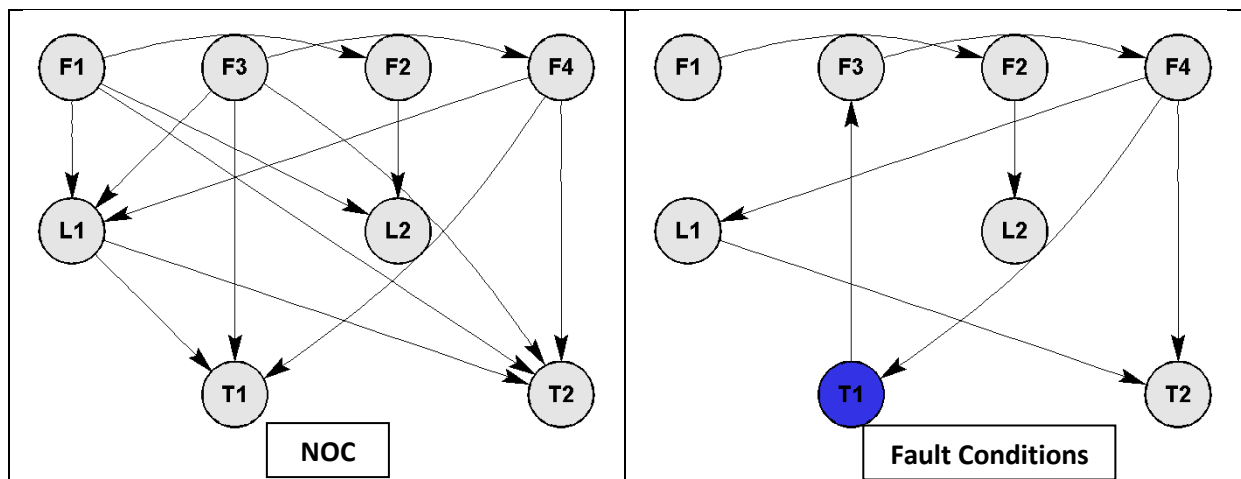 F1 F3 F2 F4
L1 L2
T1 T2
NOC
F1 F3 F2 F4
L1 L2
T1 T2
Fault Conditions